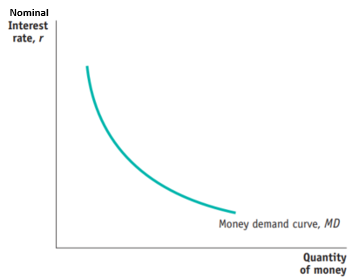 Nominal
Interest
rate, r
Money demand curve, MD
Quantity
of money